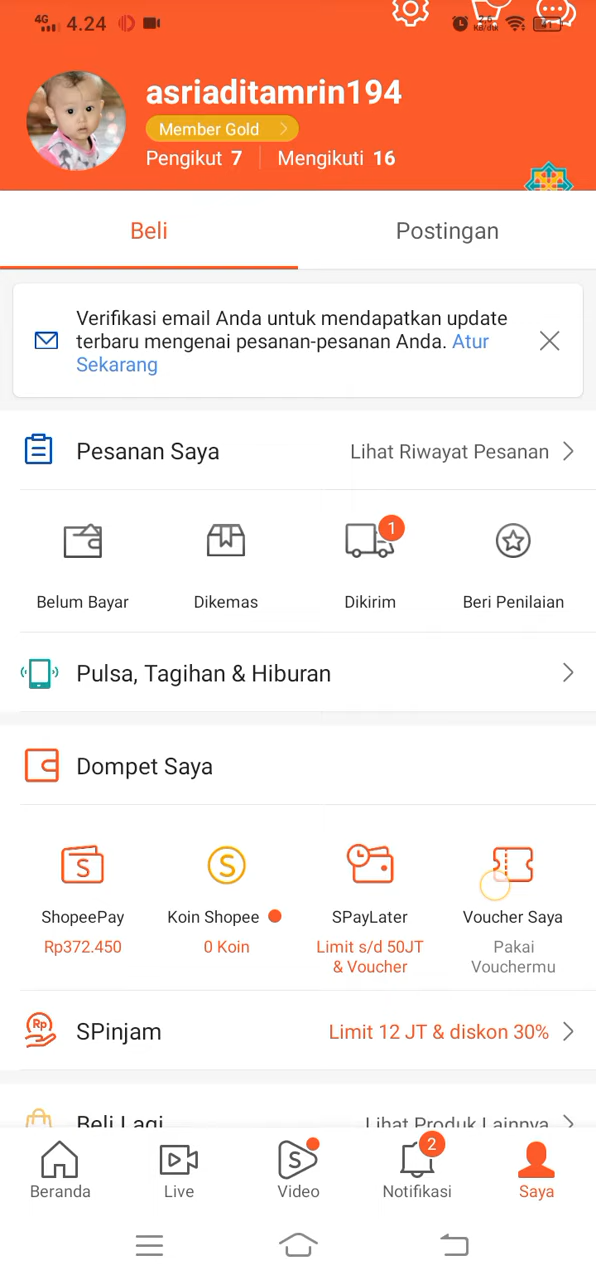 4G 4.24
asriaditamrin194
Member Gold
Pengikut 7 Mengikuti 16
Beli Postingan
Verifikasi email Anda untuk mendapatkan update
terbaru mengenai pesanan-pesanan Anda. Atur
Sekarang
Pesanan Saya Lihat Riwayat Pesanan
1
Belum Bayar Dikemas Dikirim Beri Penilaian
Pulsa, Tagihan & Hiburan
Dompet Saya
ShopeePay Koin Shopee SPayLater Voucher Saya
Rp372.450 0 Koin Limit s/d 50JT Pakai
& Voucher Vouchermu
Rp SPinjam Limit 12 JT & diskon 30%
Beli Lagi Lihat Produk Lainnya
2
Beranda Live Video Notifikasi Saya